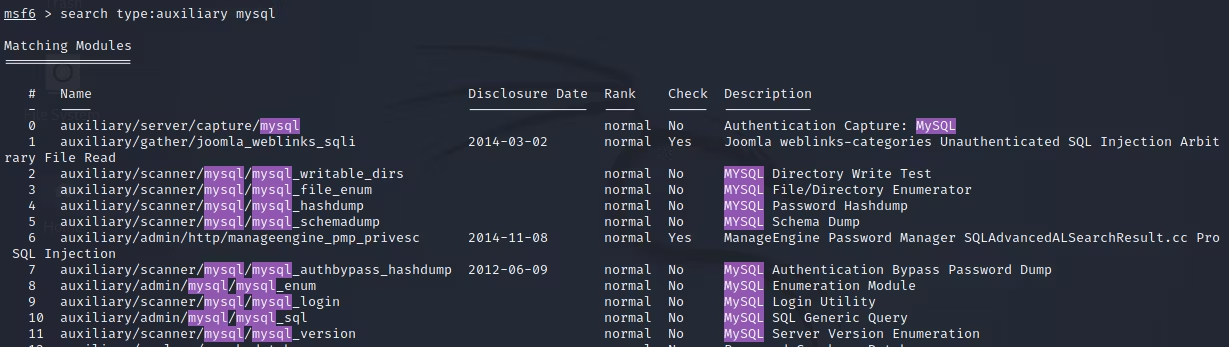 msf6 > search type:auxiliary mysql
Matching Modules
================
# Name Disclosure Date Rank Check Description
- ---- --------------- ---- ----- -----------
0 auxiliary/server/capture/mysql normal No Authentication Capture: MySQL
1 auxiliary/gather/joomla_weblinks_sqli 2014-03-02 normal Yes Joomla weblinks-categories Unauthenticated SQL Injection Arbit
rary File Read
2 auxiliary/scanner/mysql/mysql_writable_dirs normal No MYSQL Directory Write Test
3 auxiliary/scanner/mysql/mysql_file_enum normal No MYSQL File/Directory Enumerator
4 auxiliary/scanner/mysql/mysql_hashdump normal No MYSQL Password Hashdump
5 auxiliary/scanner/mysql/mysql_schemadump normal No MYSQL Schema Dump
6 auxiliary/admin/http/manageengine_pmp_privesc 2014-11-08 normal Yes ManageEngine Password Manager SQLAdvancedALSearchResult.cc Pro
SQL Injection
7 auxiliary/scanner/mysql/mysql_authbypass_hashdump 2012-06-09 normal No MySQL Authentication Bypass Password Dump
8 auxiliary/admin/mysql/mysql_enum normal No MySQL Enumeration Module
9 auxiliary/scanner/mysql/mysql_login normal No MySQL Login Utility
10 auxiliary/admin/mysql/mysql_sql normal No MySQL SQL Generic Query
11 auxiliary/scanner/mysql/mysql_version normal No MySQL Server Version Enumeration